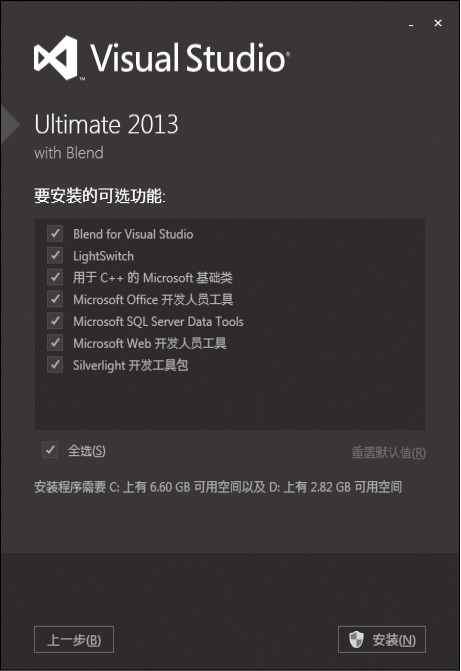 Visual Studio
Ultimate 2013
with Blend
要安装的可选功能:
Blend for Visual Studio
LightSwitch
用于 C++ 的 Microsoft 基础类
Microsoft Office 开发人员工具
Microsoft SQL Server Data Tools
Microsoft Web 开发人员工具
Silverlight 开发工具包
全选(S)
重置默认值(R)
安装程序需要 C: 上有 6.60 GB 可用空间以及 D: 上有 2.82 GB 可用空间
上一步(B)
安装(N)